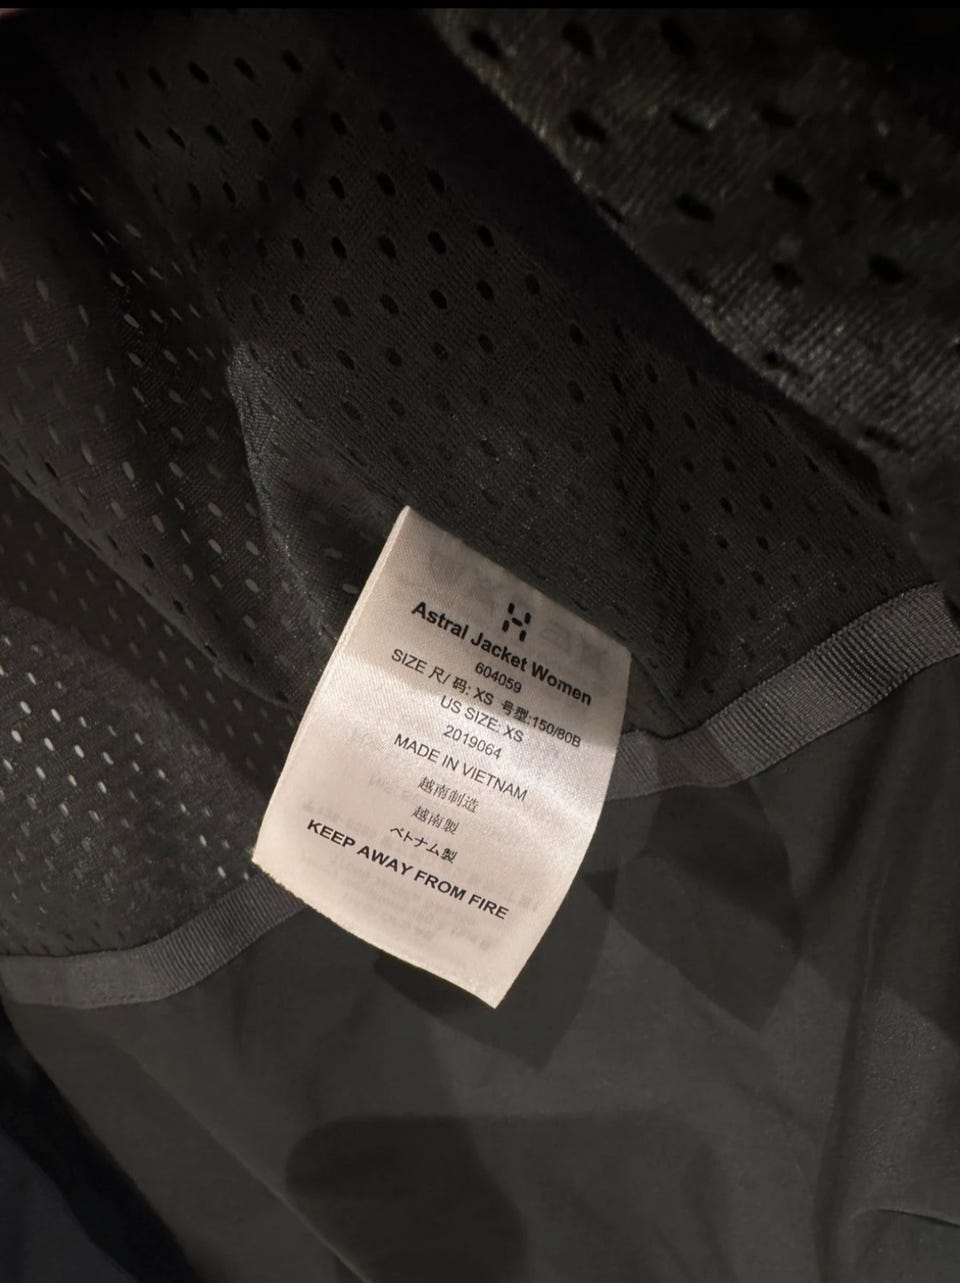 Astral Jacket Women
604059
SIZE 尺/码: XS 号型:150/80B
US SIZE: XS
2019064
MADE IN VIETNAM
越南制造
越南製
ベトナム製
KEEP AWAY FROM FIRE